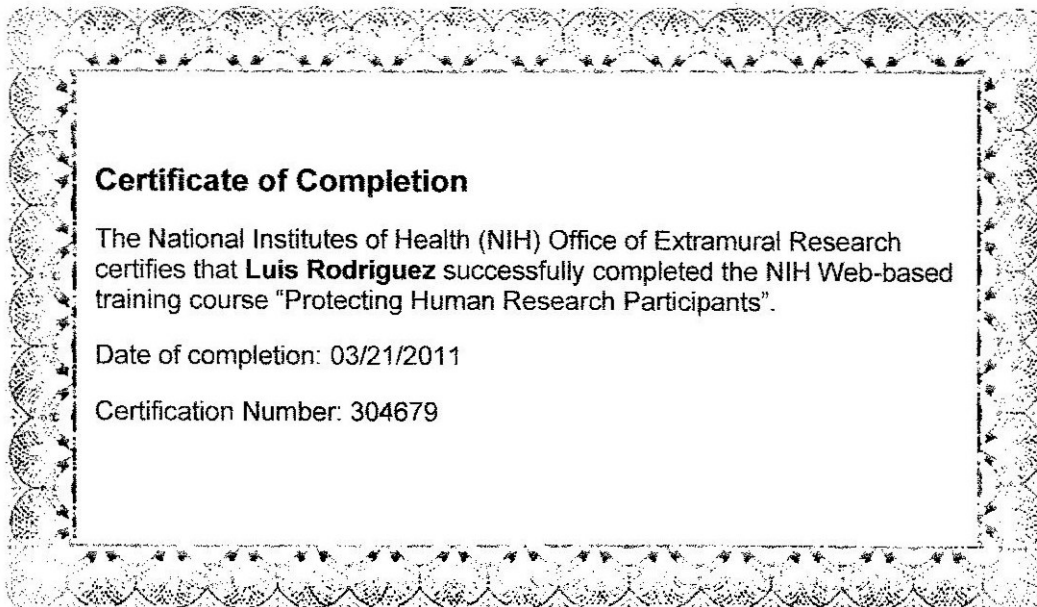 Certificate of Completion
The National Institutes of Health (NIH) Office of Extramural Research
certifies that Luis Rodriguez successfully completed the NIH Web-based
training course “Protecting Human Research Participants”.
Date of completion: 03/21/2011
Certification Number: 304679